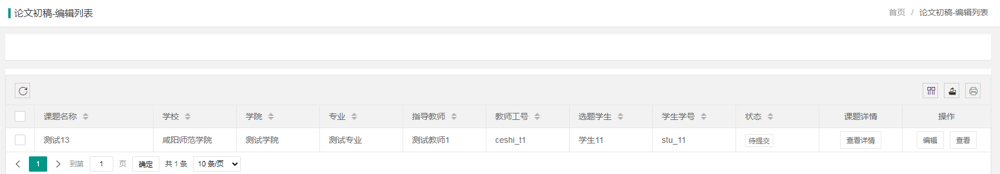 论文初稿-编辑列表 首页 / 论文初稿-编辑列表
课题名称 学校 学院 专业 指导教师 教师工号 选题学生 学生学号 状态 课题详情 操作
测试13 咸阳师范学院 测试学院 测试专业 测试教师1 ceshi_t1 学生11 stu_11 待提交 查看详情 编辑 查看
1 到第 1 页 确定 共 1 条 10 条/页